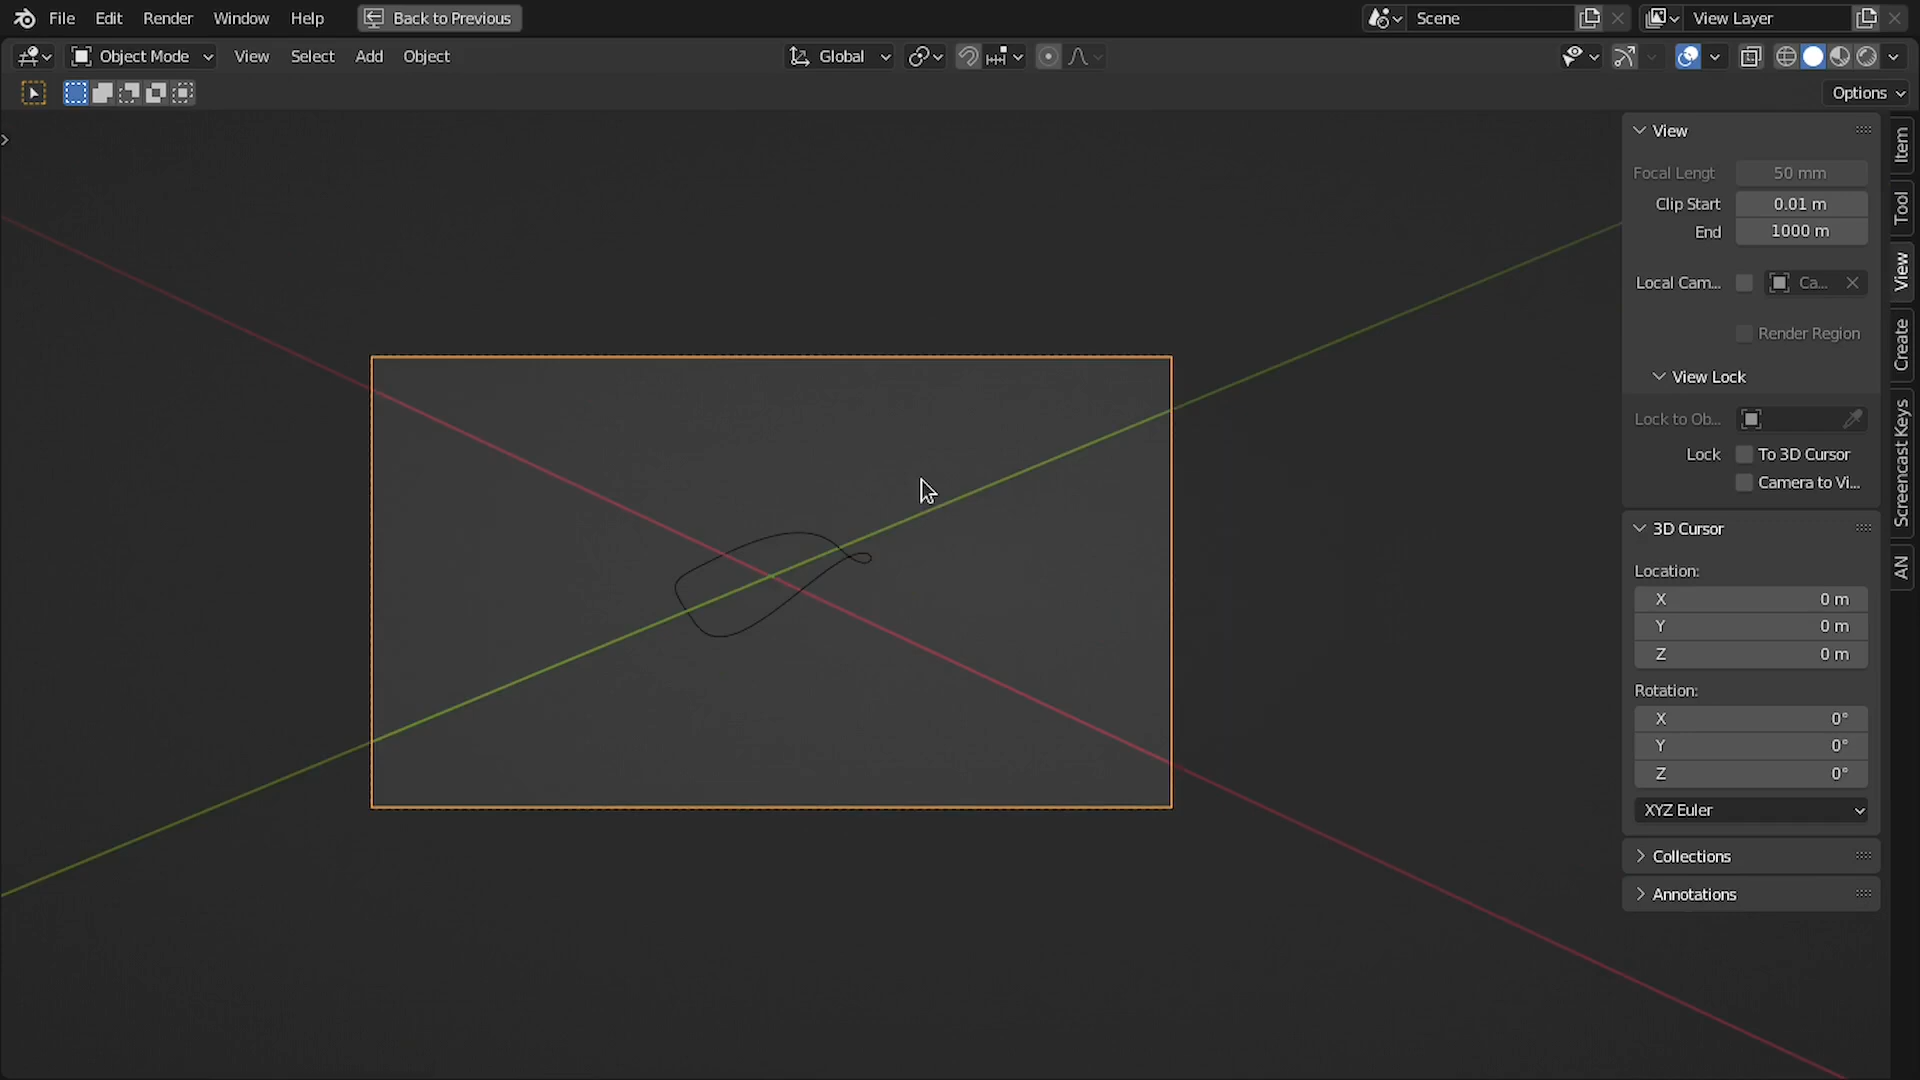 File Edit Render Window Help Back to Previous Scene View Layer
Object Mode View Select Add Object Global
Options
View
Focal Lengt 50 mm
Clip Start 0.01 m
End 1000 m
Local Cam... Ca...
Render Region
View Lock
Lock to Ob...
Lock To 3D Cursor
Camera to Vi...
3D Cursor
Location:
X 0 m
Y 0 m
Z 0 m
Rotation:
X 0°
Y 0°
Z 0°
XYZ Euler
Collections
Annotations
Item
Tool
View
Create
Screencast Keys
AN